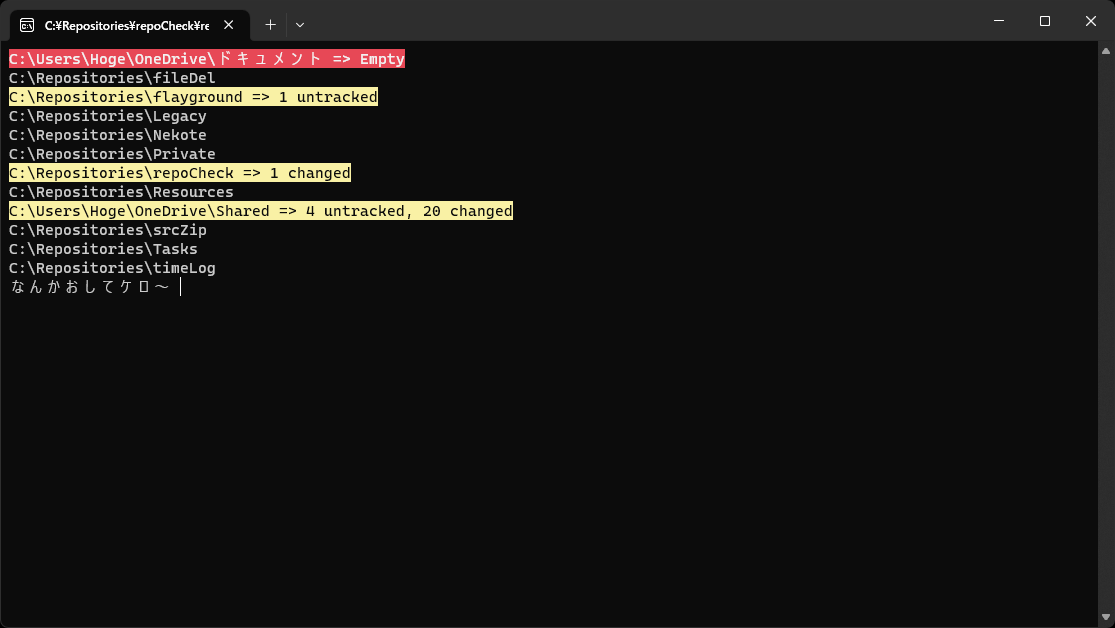 C:¥Repositories¥repoCheck¥re
C:\Users\Hoge\OneDrive\ドキュメント => Empty
C:\Repositories\fileDel
C:\Repositories\flayground => 1 untracked
C:\Repositories\Legacy
C:\Repositories\Nekote
C:\Repositories\Private
C:\Repositories\repoCheck => 1 changed
C:\Repositories\Resources
C:\Users\Hoge\OneDrive\Shared => 4 untracked, 20 changed
C:\Repositories\srcZip
C:\Repositories\Tasks
C:\Repositories\timeLog
なんかおしてケロ～